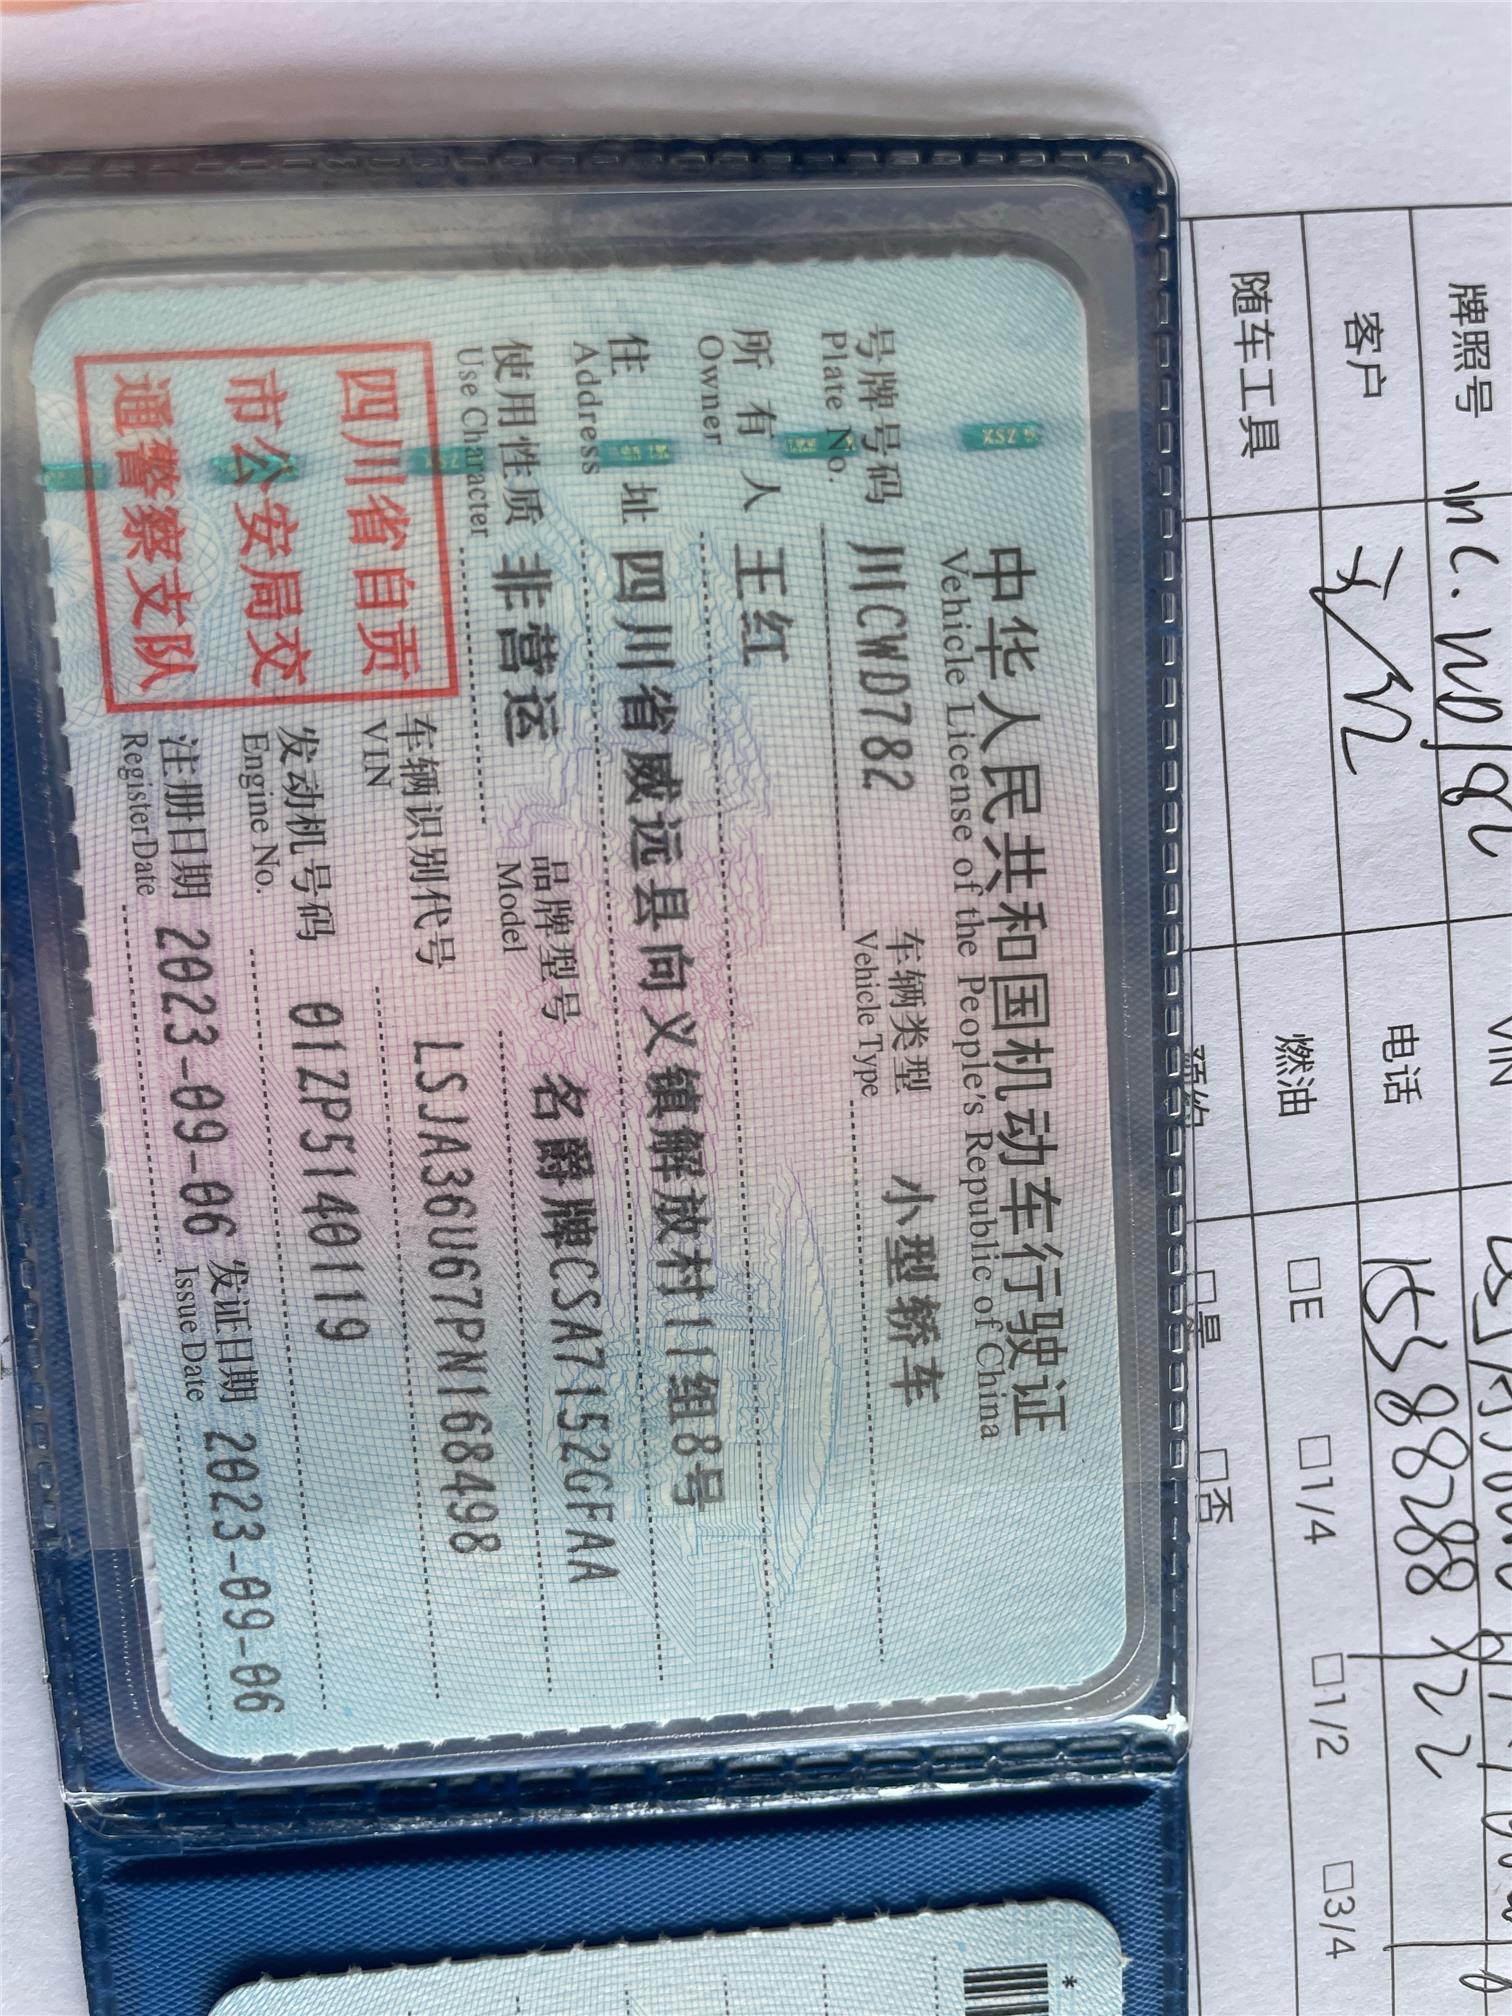 中华人民共和国机动车行驶证
Vehicle License of the People's Republic of China
号牌号码 川CWD782 车辆类型 小型轿车
Plate No. Vehicle Type
所有人 王红
Owner
住址 四川省威远县向义镇解放村11组8号
Address
使用性质 非营运 品牌型号 名爵牌CSA7152GFAA
Use Character Model
车辆识别代号 LSJA36U67PN168498
VIN
发动机号码 01ZP5140119
Engine No.
注册日期 2023-09-06 发证日期 2023-09-06
Register Date Issue Date
四川省自贡
市公安局交
通警察支队
牌照号 VIN
客户 电话 15388288822
随车工具 燃油 □E □1/4 □1/2 □3/4
预约 □是 □否